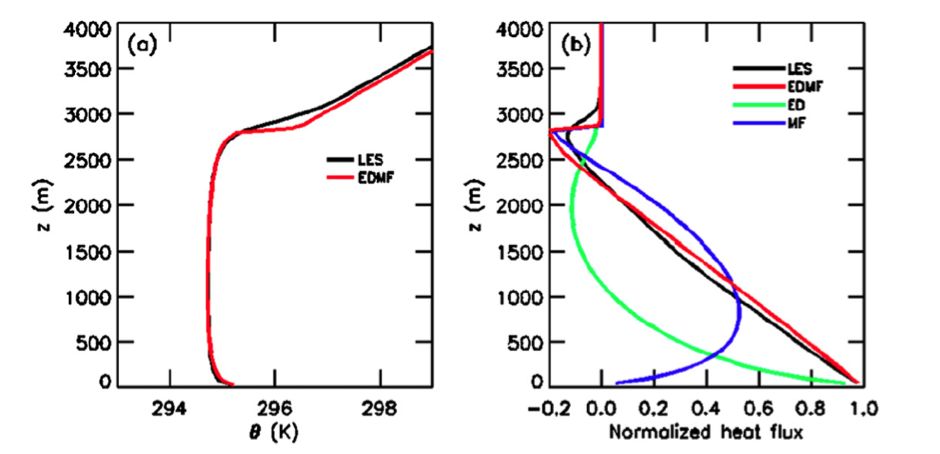 (a)
4000
3500
3000
2500
2000
1500
1000
500
0
z (m)
LES
EDMF
294 296 298
θ (K)
(b)
4000
3500
3000
2500
2000
1500
1000
500
0
z (m)
LES
EDMF
ED
MF
-0.2 0.0 0.2 0.4 0.6 0.8 1.0
Normalized heat flux